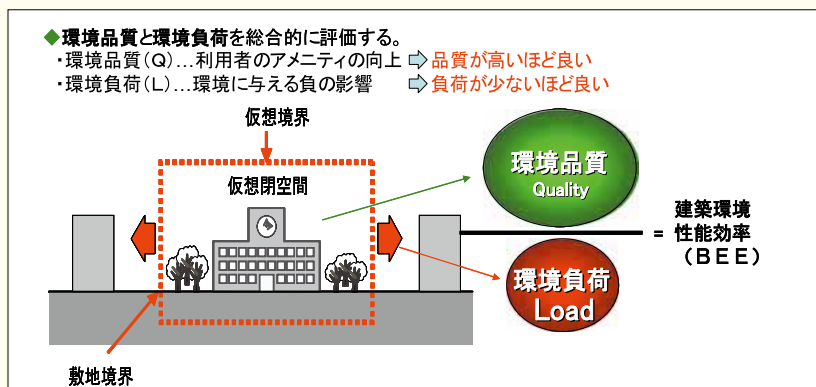 ◆環境品質と環境負荷を総合的に評価する。
・環境品質（Q）…利用者のアメニティの向上 ⇨ 品質が高いほど良い
・環境負荷（L）…環境に与える負の影響 ⇨ 負荷が少ないほど良い
仮想境界
仮想閉空間
環境品質
Quality
建築環境
= 性能効率
（BEE）
環境負荷
Load
敷地境界